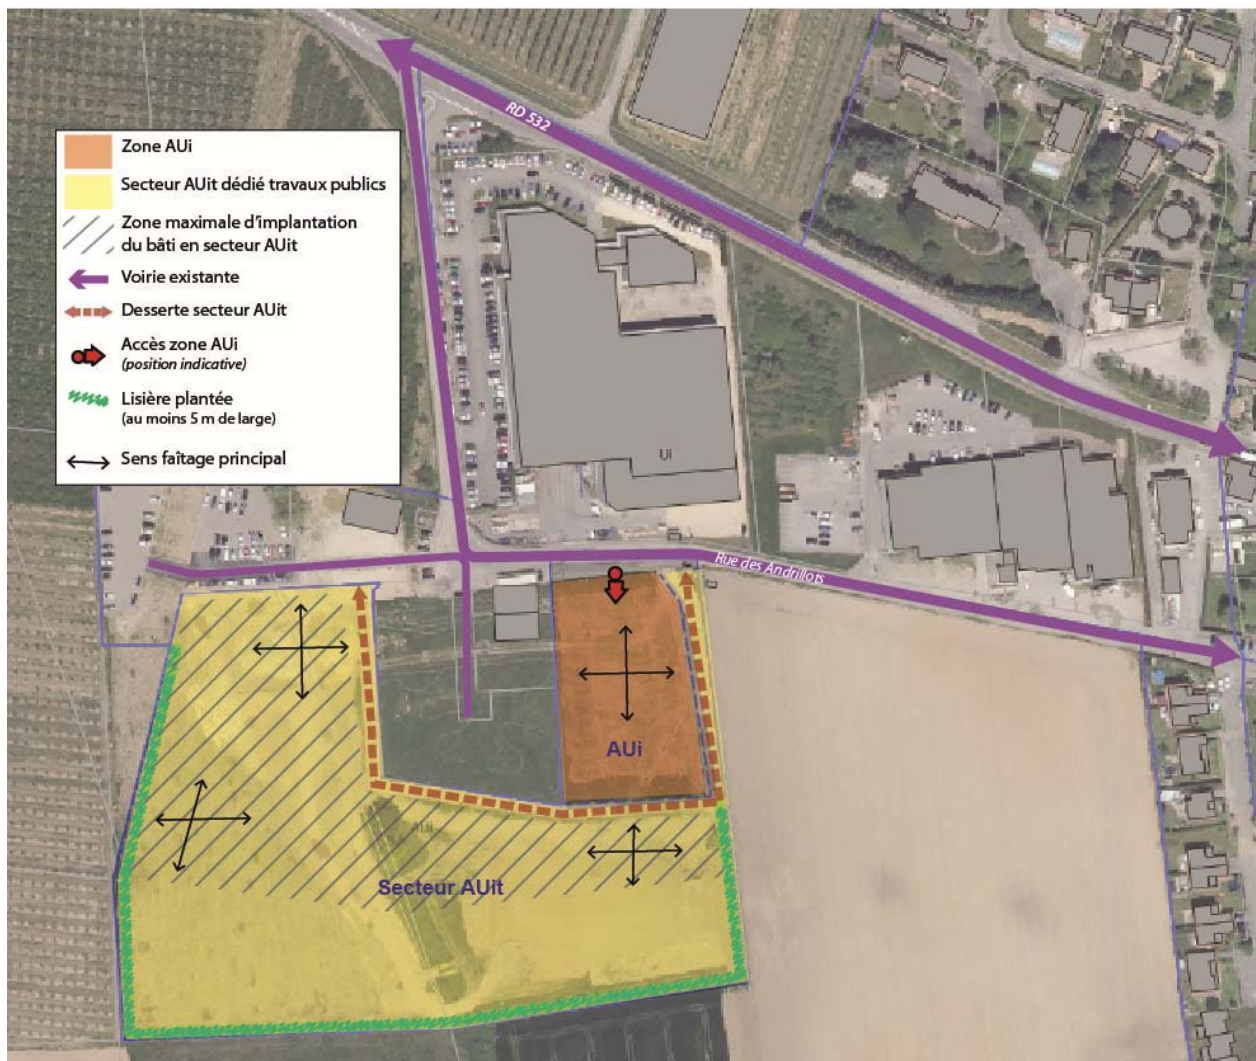 Zone AUi
Secteur AUit dédié travaux publics
Zone maximale d'implantation
du bâti en secteur AUit
Voirie existante
Desserte secteur AUit
Accès zone AUi
(position indicative)
Lisière plantée
(au moins 5 m de large)
Sens faîtage principal
RD 532
Ui
Rue des Andrillots
AUi
AUi
Secteur AUit